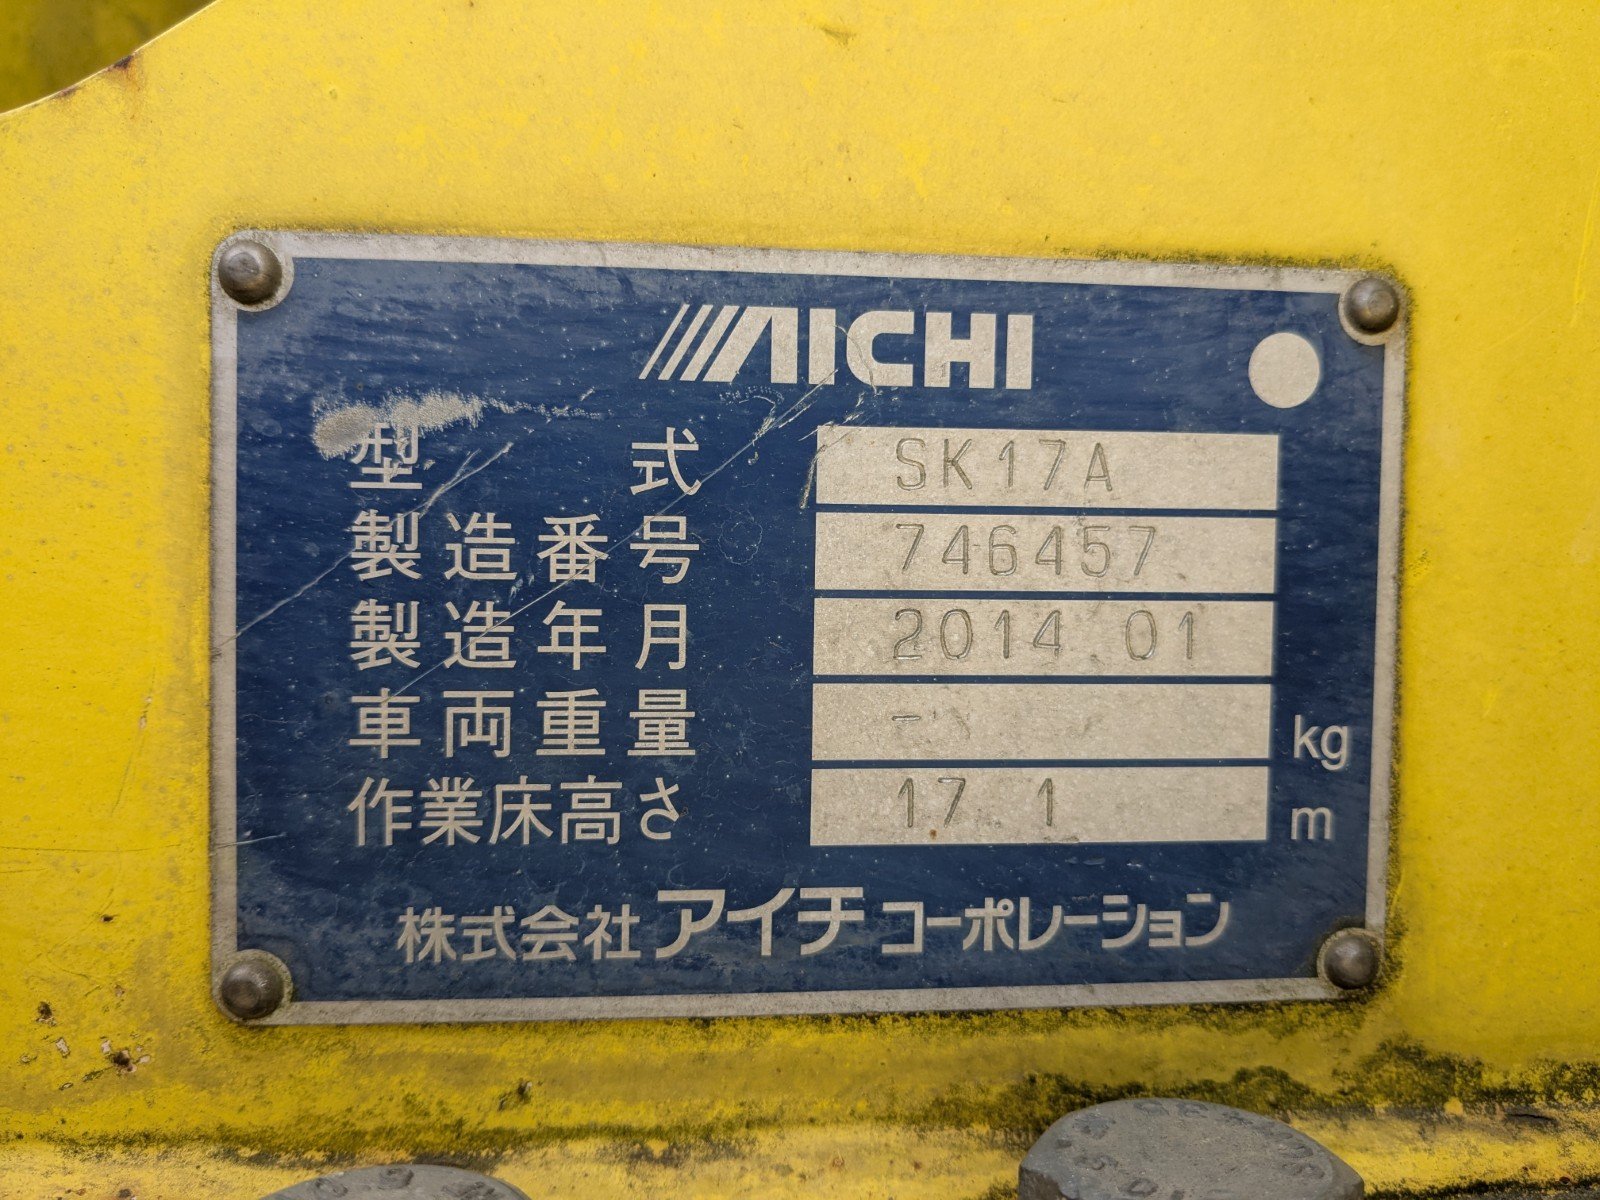 AICHI
型式 SK17A
製造番号 746457
製造年月 2014.01
車両重量 - kg
作業床高さ 17.1 m
株式会社アイチコーポレーション